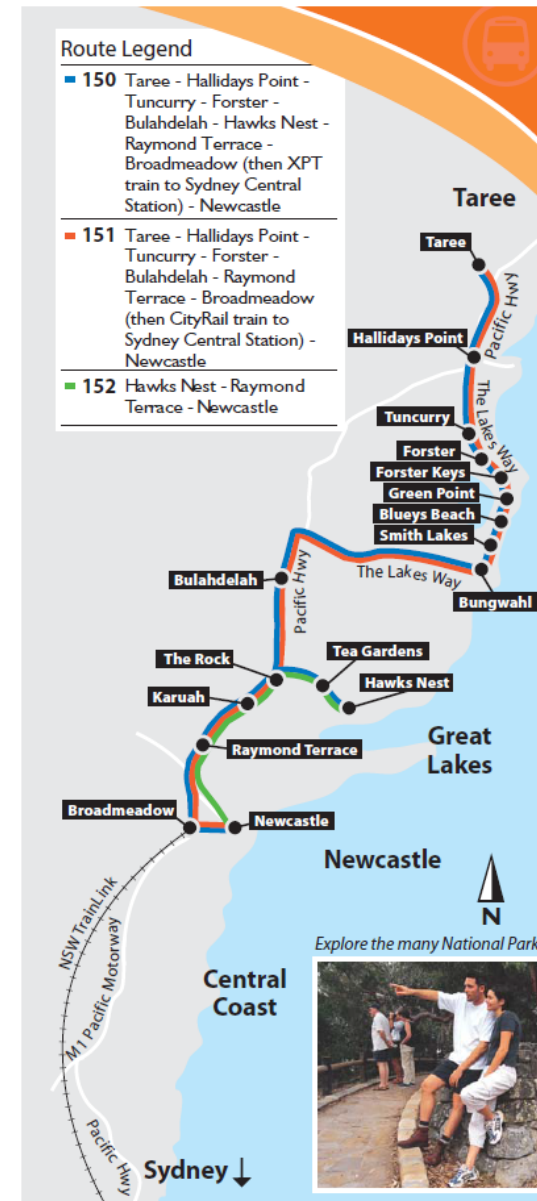 Route Legend
150 Taree - Hallidays Point -
Tuncurry - Forster -
Bulahdelah - Hawks Nest -
Raymond Terrace -
Broadmeadow (then XPT
train to Sydney Central
Station) - Newcastle
151 Taree - Hallidays Point -
Tuncurry - Forster -
Bulahdelah - Raymond
Terrace - Broadmeadow
(then CityRail train to
Sydney Central Station) -
Newcastle
152 Hawks Nest - Raymond
Terrace - Newcastle
Taree
Taree
Pacific Hwy
Hallidays Point
The Lakes Way
Tuncurry
Forster
Forster Keys
Green Point
Blueys Beach
Smith Lakes
Pacific Hwy
The Lakes Way
Bulahdelah
Bungwahl
The Rock
Tea Gardens
Karuah
Hawks Nest
Great
Lakes
Raymond Terrace
Broadmeadow
Newcastle
Newcastle
N
NSW TrainLink
M1 Pacific Motorway
Explore the many National Park
Central
Coast
Pacific Hwy
Sydney